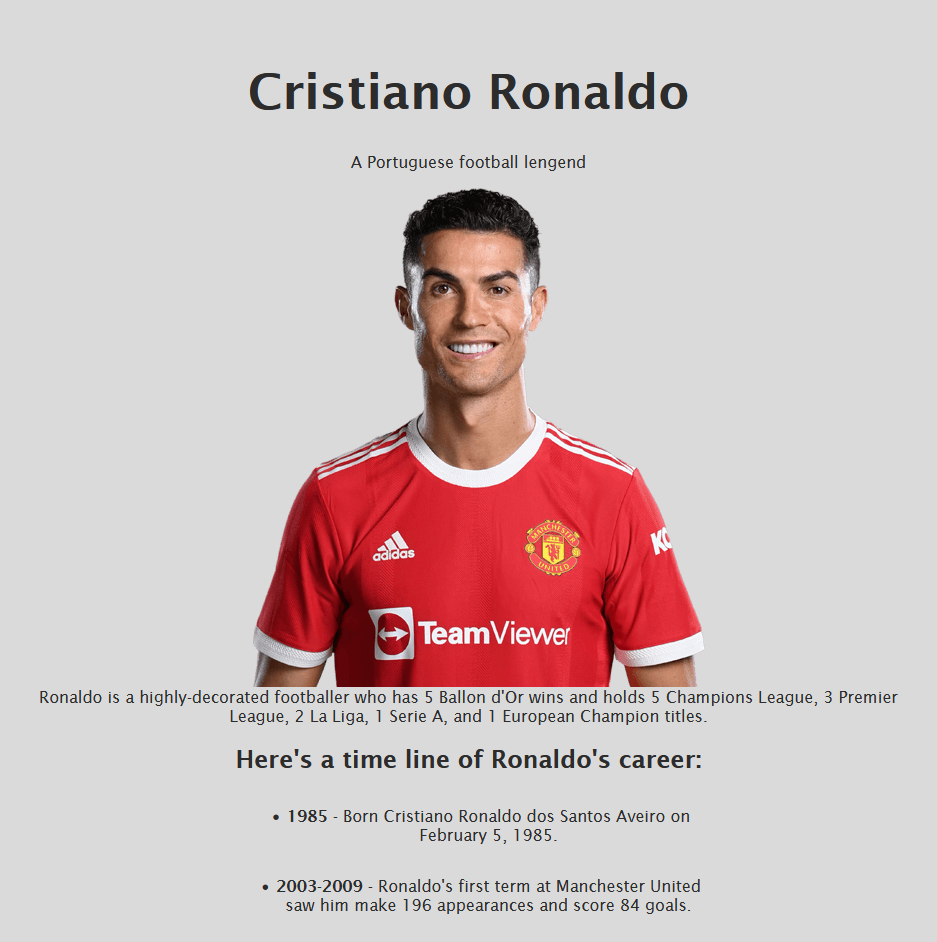 Cristiano Ronaldo
A Portuguese football lengend
adidas
MANCHESTER
UNITED
KO
TeamViewer
Ronaldo is a highly-decorated footballer who has 5 Ballon d'Or wins and holds 5 Champions League, 3 Premier
League, 2 La Liga, 1 Serie A, and 1 European Champion titles.
Here's a time line of Ronaldo's career:
• 1985 - Born Cristiano Ronaldo dos Santos Aveiro on
February 5, 1985.
• 2003-2009 - Ronaldo's first term at Manchester United
saw him make 196 appearances and score 84 goals.